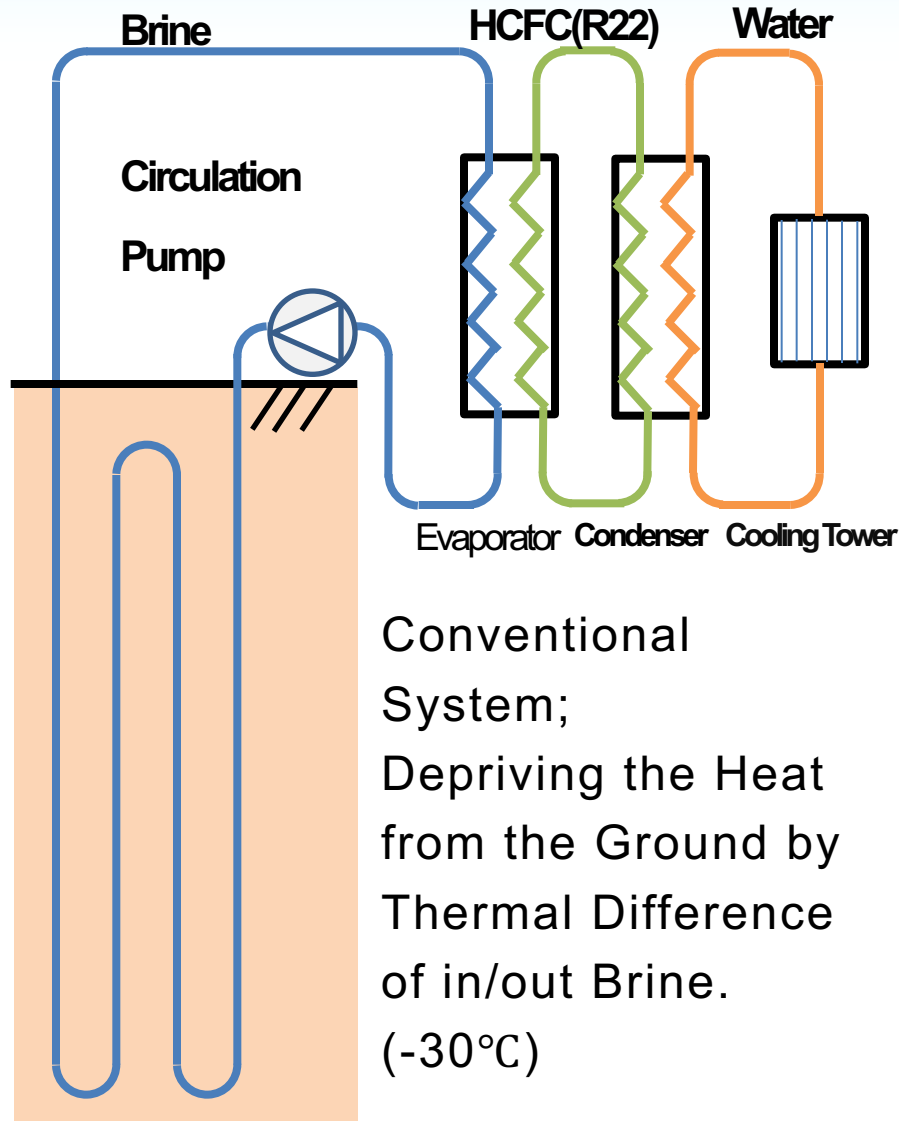 Brine
HCFC(R22)
Water
Circulation
Pump
Evaporator
Condenser
Cooling Tower
Conventional
System;
Depriving the Heat
from the Ground by
Thermal Difference
of in/out Brine.
(-30℃)